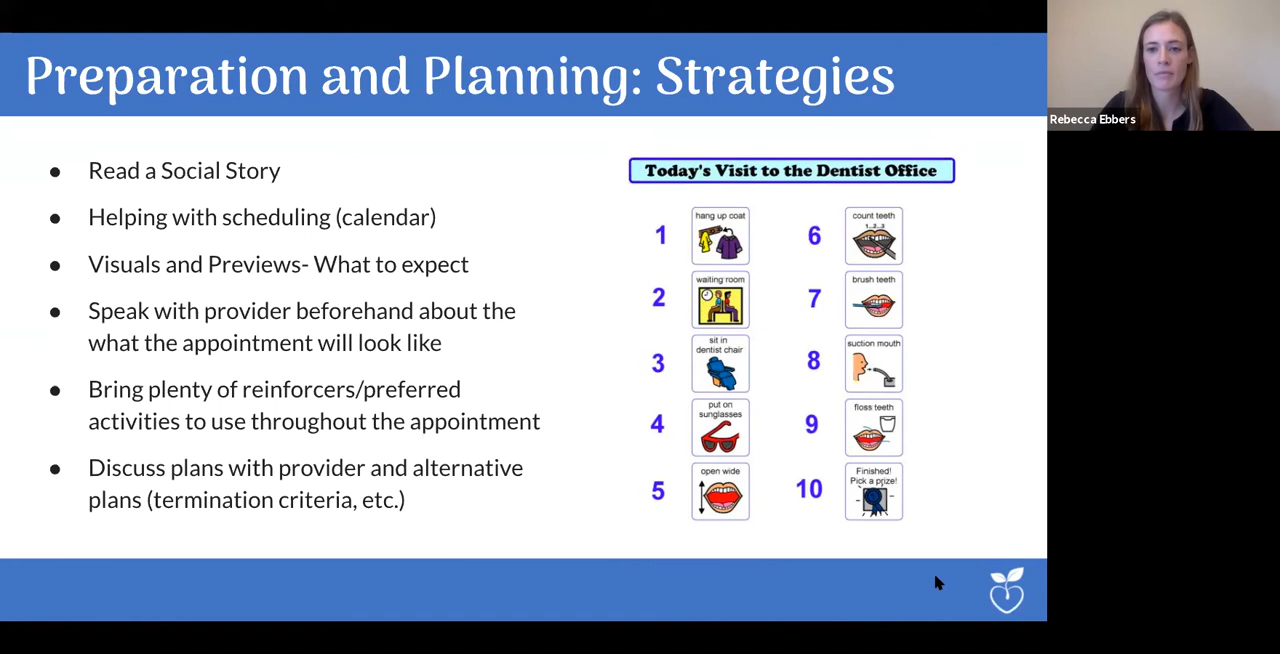 Preparation and Planning: Strategies
Rebecca Ebbers
● Read a Social Story
● Helping with scheduling (calendar)
● Visuals and Previews- What to expect
● Speak with provider beforehand about the
what the appointment will look like
● Bring plenty of reinforcers/preferred
activities to use throughout the appointment
● Discuss plans with provider and alternative
plans (termination criteria, etc.)
Today's Visit to the Dentist Office
1
hang up coat
2
waiting room
3
sit in
dentist chair
4
put on
sunglasses
5
open wide
6
count teeth
1...2...3
7
brush teeth
8
suction mouth
9
floss teeth
10
Finished!
Pick a prize!